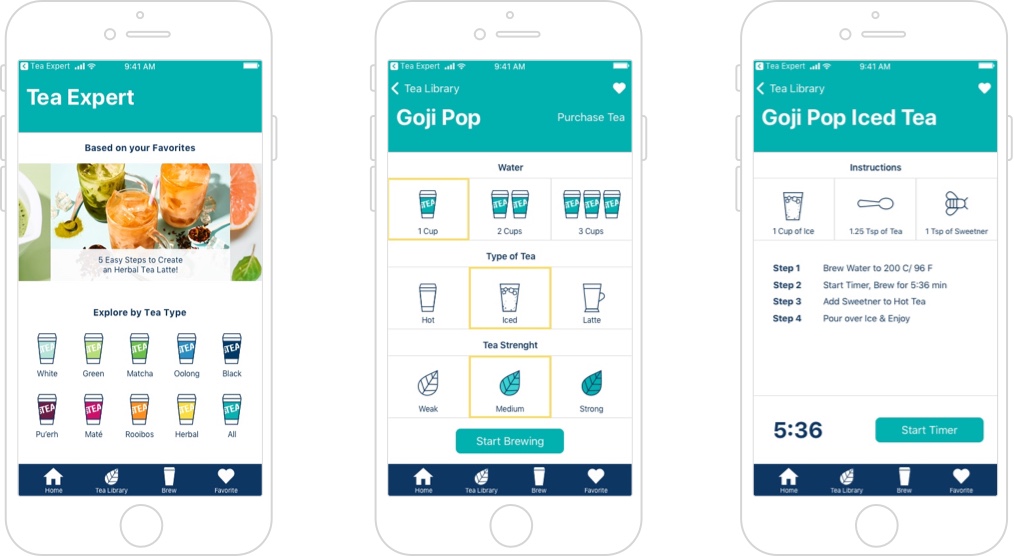 Tea Expert 9:41 AM
Tea Expert
Based on your Favorites
5 Easy Steps to Create
an Herbal Tea Latte!
Explore by Tea Type
TEA TEA TEA TEA TEA
White Green Matcha Oolong Black
TEA TEA TEA TEA TEA
Pu'erh Maté Rooibos Herbal All
Home Tea Library Brew Favorite
Tea Expert 9:41 AM
Tea Library
Goji Pop Purchase Tea
Water
TEA TEA TEA TEA TEA TEA
1 Cup 2 Cups 3 Cups
Type of Tea
Hot Iced Latte
Tea Strenght
Weak Medium Strong
Start Brewing
Home Tea Library Brew Favorite
Tea Expert 9:41 AM
Tea Library
Goji Pop Iced Tea
Instructions
1 Cup of Ice 1.25 Tsp of Tea 1 Tsp of Sweetner
Step 1 Brew Water to 200 C/ 96 F
Step 2 Start Timer, Brew for 5:36 min
Step 3 Add Sweetner to Hot Tea
Step 4 Pour over Ice & Enjoy
5:36 Start Timer
Home Tea Library Brew Favorite